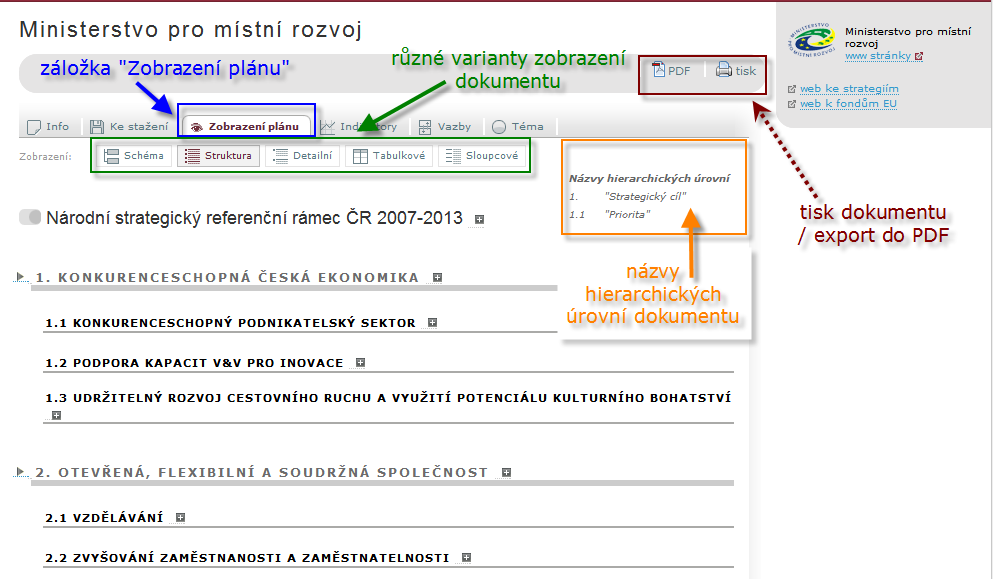 Ministerstvo pro místní rozvoj
záložka "Zobrazení plánu"
různé varianty zobrazení
dokumentu
PDF
tisk
MINISTERSTVO
PRO MÍSTNÍ ROZVOJ
Ministerstvo pro místní
rozvoj
www stránky
web ke strategiím
web k fondům EU
Info
Ke stažení
Zobrazení plánu
Vazby
Téma
Zobrazení:
Schéma
Struktura
Detailní
Tabulkové
Sloupcové
Názvy hierarchických úrovní
1. "Strategický cíl"
1.1 "Priorita"
tisk dokumentu
/ export do PDF
názvy
hierarchických
úrovní dokumentu
Národní strategický referenční rámec ČR 2007-2013
1. KONKURENCESCHOPNÁ ČESKÁ EKONOMIKA
1.1 KONKURENCESCHOPNÝ PODNIKATELSKÝ SEKTOR
1.2 PODPORA KAPACIT V&V PRO INOVACE
1.3 UDRŽITELNÝ ROZVOJ CESTOVNÍHO RUCHU A VYUŽITÍ POTENCIÁLU KULTURNÍHO BOHATSTVÍ
2. OTEVŘENÁ, FLEXIBILNÍ A SOUDRŽNÁ SPOLEČNOST
2.1 VZDĚLÁVÁNÍ
2.2 ZVYŠOVÁNÍ ZAMĚSTNANOSTI A ZAMĚSTNATELNOSTI